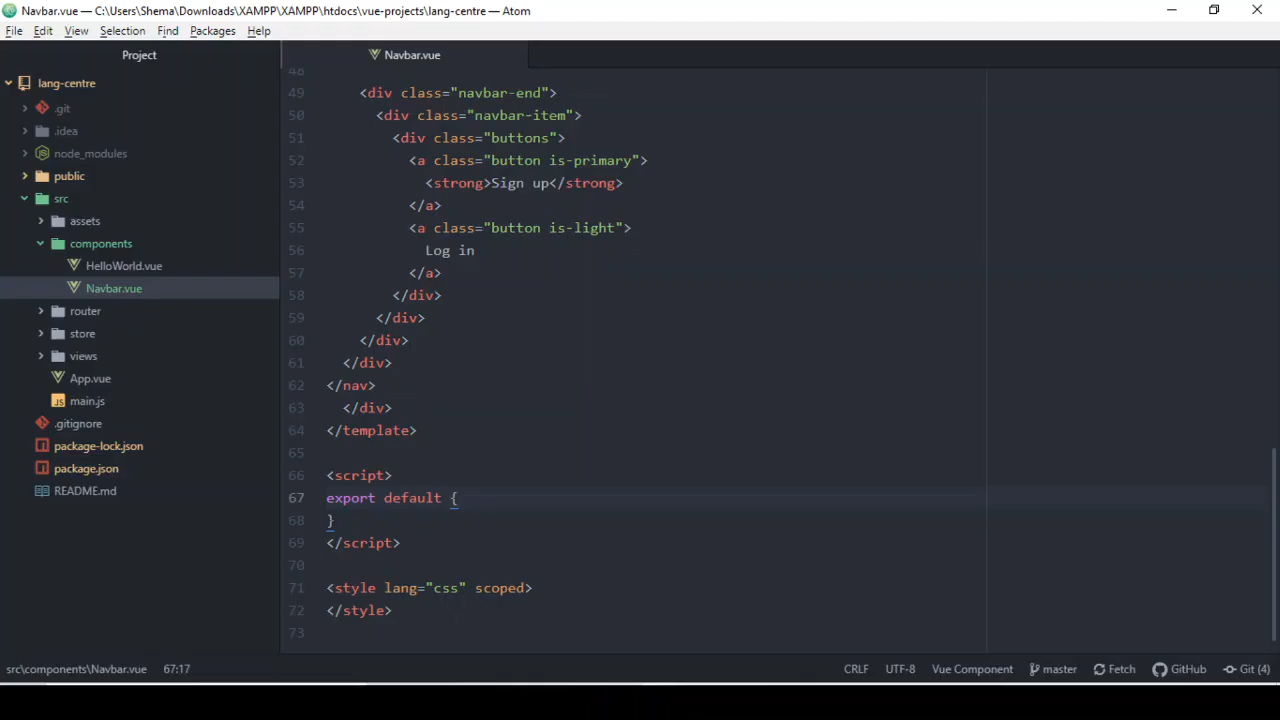 Navbar.vue — C:\Users\Shema\Downloads\XAMPP\XAMPP\htdocs\vue-projects\lang-centre — Atom
File Edit View Selection Find Packages Help
Project
Navbar.vue
lang-centre
.git
.idea
node_modules
public
src
assets
components
HelloWorld.vue
Navbar.vue
router
store
views
App.vue
main.js
.gitignore
package-lock.json
package.json
README.md
48
49 <div class="navbar-end">
50 <div class="navbar-item">
51 <div class="buttons">
52 <a class="button is-primary">
53 <strong>Sign up</strong>
54 </a>
55 <a class="button is-light">
56 Log in
57 </a>
58 </div>
59 </div>
60 </div>
61 </div>
62 </nav>
63 </div>
64 </template>
65
66 <script>
67 export default {
68 }
69 </script>
70
71 <style lang="css" scoped>
72 </style>
73
src\components\Navbar.vue 67:17 CRLF UTF-8 Vue Component master Fetch GitHub Git (4)